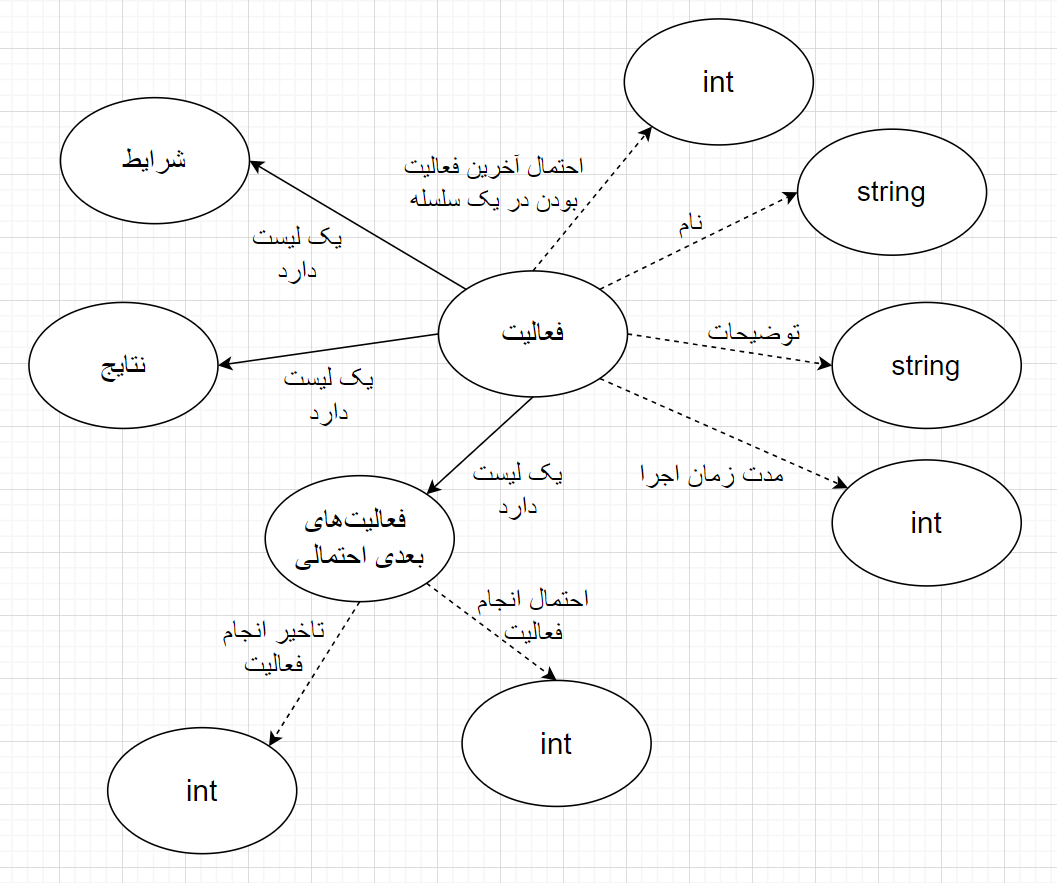 int
شرایط
احتمال آخرین فعالیت
بودن در یک سلسله
string
نام
یک لیست
دارد
فعالیت
توضیحات
string
نتایج
یک لیست
دارد
مدت زمان اجرا
یک لیست
دارد
int
فعالیت‌های
بعدی احتمالی
احتمال انجام
فعالیت
تاخیر انجام
فعالیت
int
int